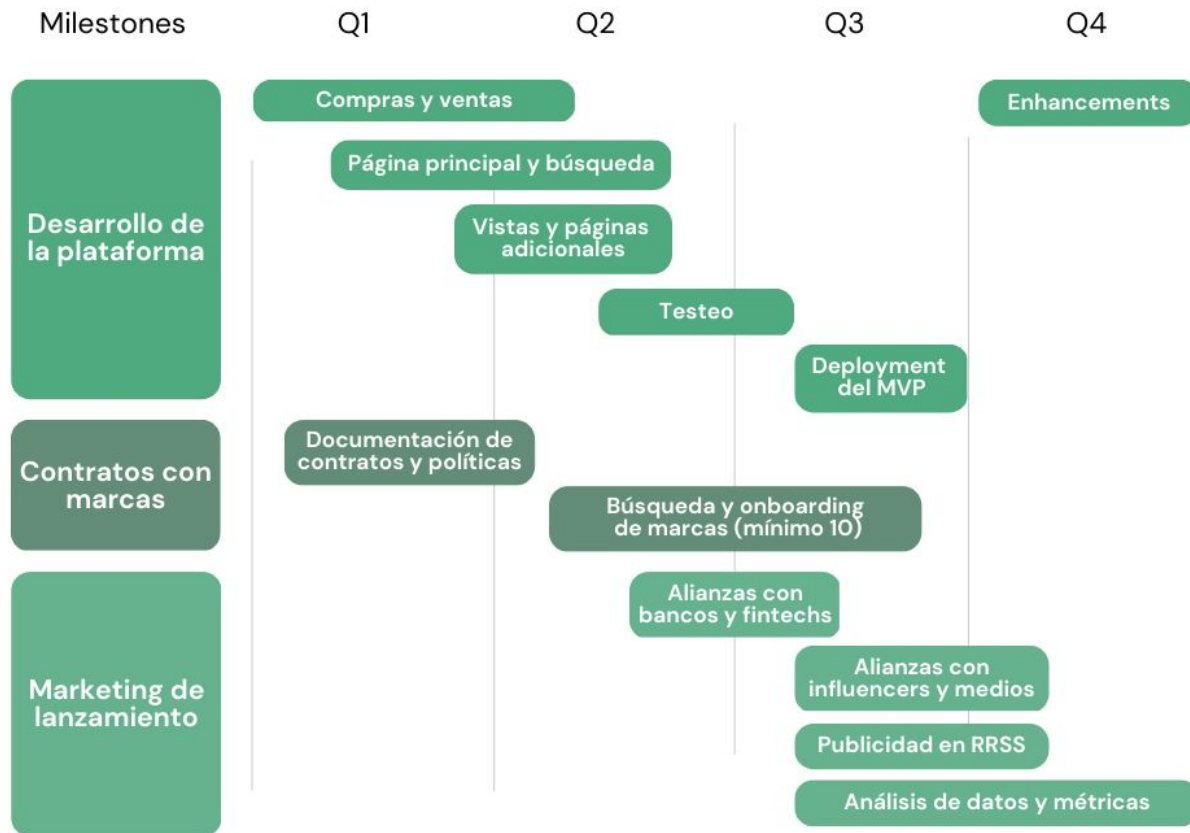 Milestones Q1 Q2 Q3 Q4
Compras y ventas
Enhancements
Página principal y búsqueda
Desarrollo de
la plataforma
Vistas y páginas
adicionales
Testeo
Deployment
del MVP
Contratos con
marcas
Documentación de
contratos y políticas
Búsqueda y onboarding
de marcas (mínimo 10)
Marketing de
lanzamiento
Alianzas con
bancos y fintechs
Alianzas con
influencers y medios
Publicidad en RRSS
Análisis de datos y métricas